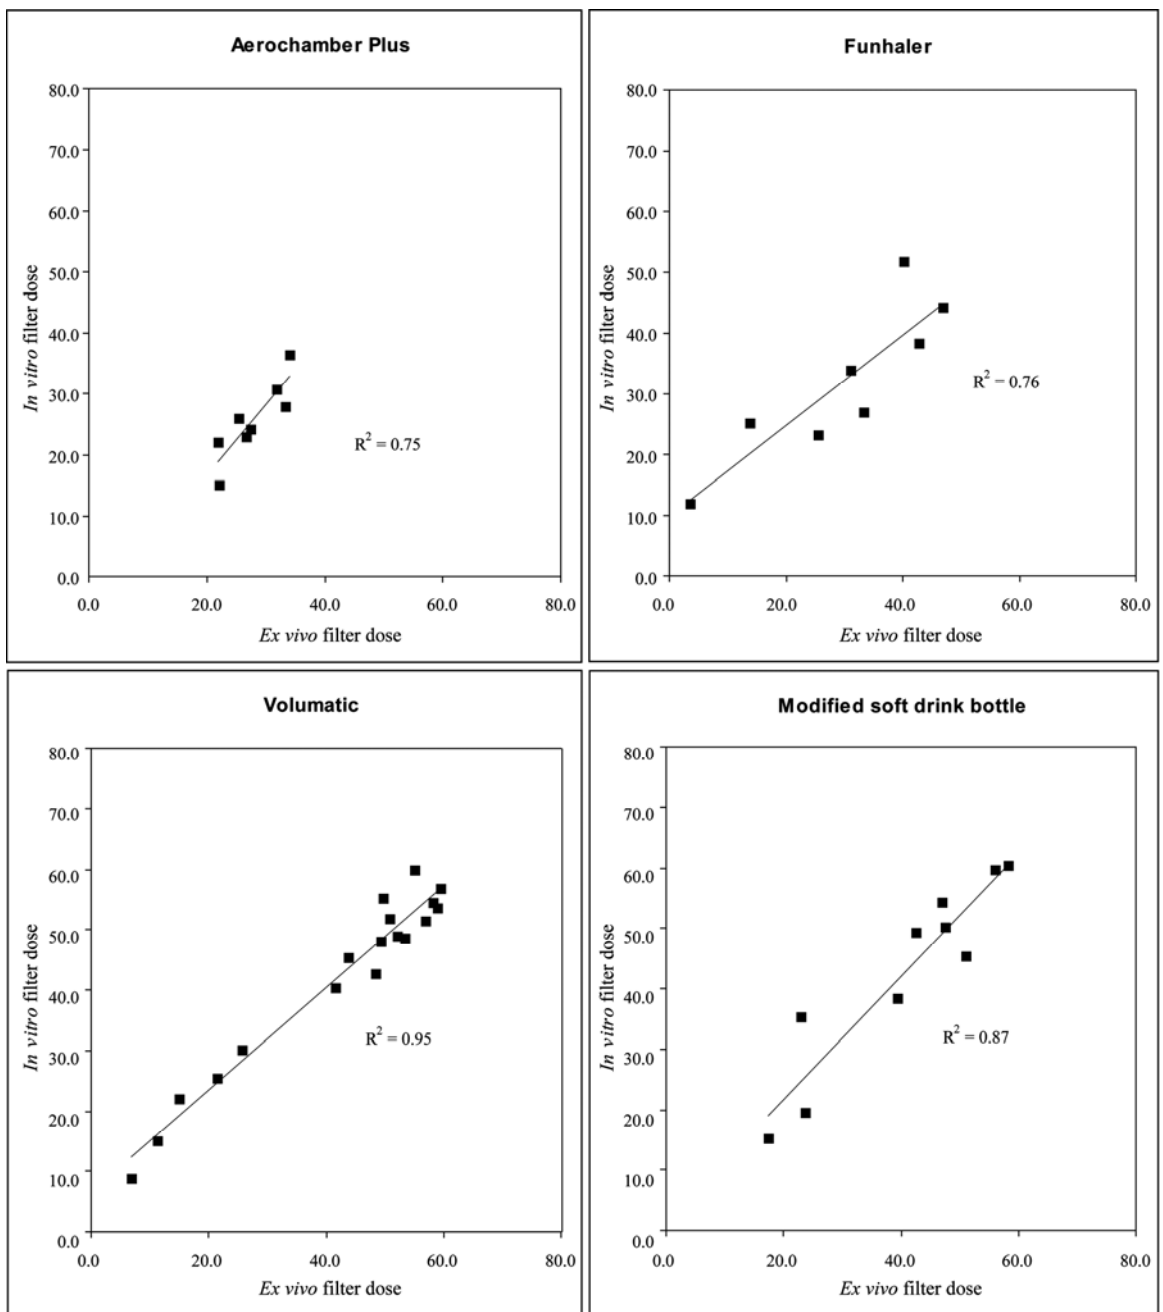 Aerochamber Plus
80.0
70.0
60.0
50.0
40.0
30.0
20.0
10.0
0.0
In vitro filter dose
R² = 0.75
0.0 20.0 40.0 60.0 80.0
Ex vivo filter dose
Funhaler
80.0
70.0
60.0
50.0
40.0
30.0
20.0
10.0
0.0
In vitro filter dose
R² = 0.76
0.0 20.0 40.0 60.0 80.0
Ex vivo filter dose
Volumatic
80.0
70.0
60.0
50.0
40.0
30.0
20.0
10.0
0.0
In vitro filter dose
R² = 0.95
0.0 20.0 40.0 60.0 80.0
Ex vivo filter dose
Modified soft drink bottle
80.0
70.0
60.0
50.0
40.0
30.0
20.0
10.0
0.0
In vitro filter dose
R² = 0.87
0.0 20.0 40.0 60.0 80.0
Ex vivo filter dose